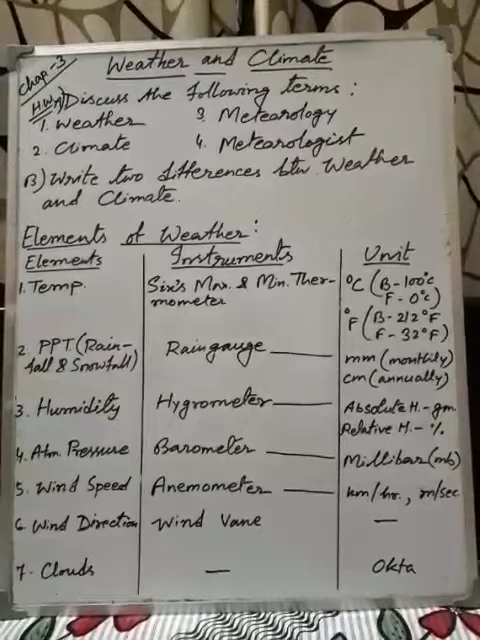 Chap-3
Weather and Climate
H.W. A) Discuss the following terms:
1. Weather 3. Meteorology
2. Climate 4. Meteorologist
B) Write two differences btw Weather
and Climate.
Elements of Weather:
Elements Instruments Unit
1. Temp. Six's Max. & Min. Ther-
mometer
°C (B-100°C
F-0°C)
°F (B-212°F
F-32°F)
2. PPT (Rain-
fall & Snowfall) Raingauge mm (monthly)
cm (annually)
3. Humidity Hygrometer Absolute H.-gm.
Relative H.-%
4. Atm. Pressure Barometer Millibar (mb)
5. Wind Speed Anemometer km/hr., m/sec
6. Wind Direction Wind Vane —
7. Clouds — Okta